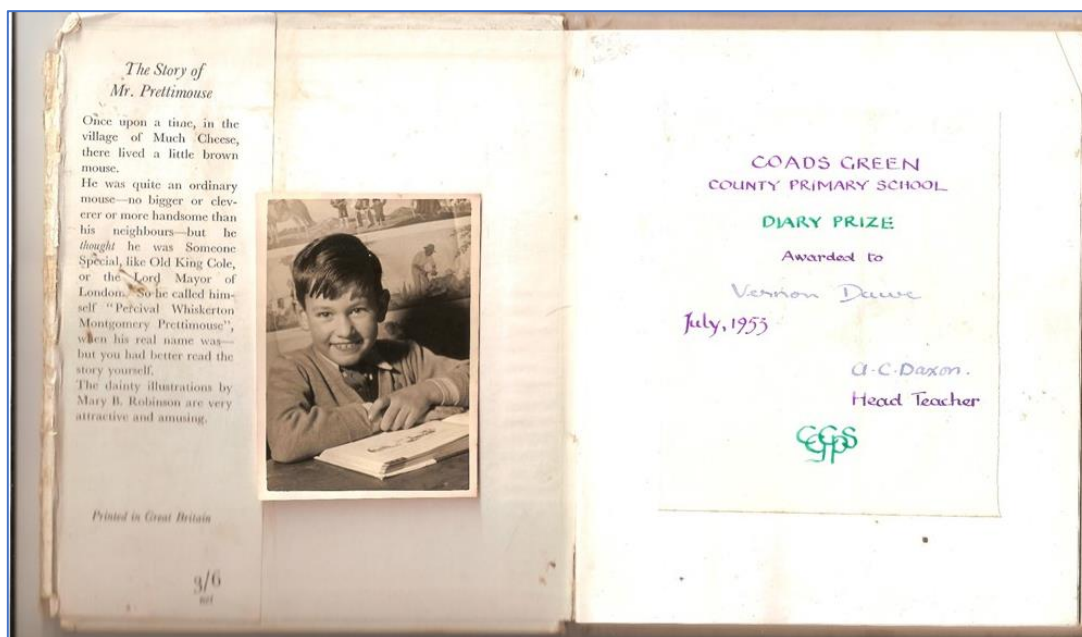 The Story of
Mr. Prettimouse
Once upon a time, in the
village of Much Cheese,
there lived a little brown
mouse.
He was quite an ordinary
mouse—no bigger or clev-
erer or more handsome than
his neighbours—but he
thought he was Someone
Special, like Old King Cole,
or the Lord Mayor of
London. So he called him-
self "Percival Whiskerton
Montgomery Prettimouse",
when his real name was—
but you had better read the
story yourself.
The dainty illustrations by
Mary B. Robinson are very
attractive and amusing.
Printed in Great Britain
3/6
net
COADS GREEN
COUNTY PRIMARY SCHOOL
DIARY PRIZE
Awarded to
Vernon Dawe
July, 1953
A.C. Daxon.
Head Teacher
CGCPS